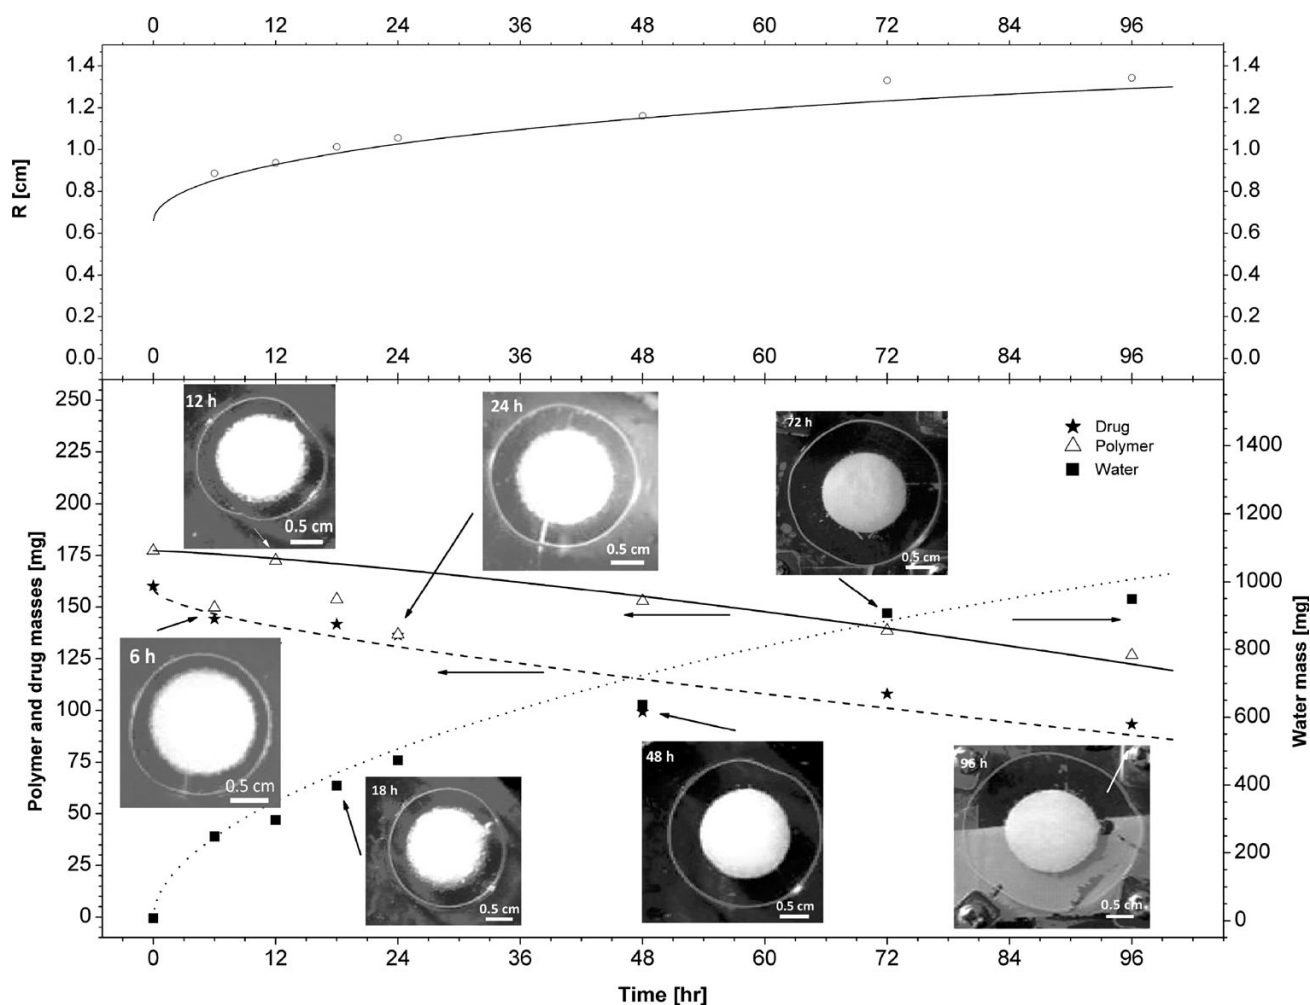 0 12 24 36 48 60 72 84 96
1.4 1.4
1.2 1.2
1.0 1.0
0.8 0.8
R [cm]
0.6 0.6
0.4 0.4
0.2 0.2
0.0 0.0
0 12 24 36 48 60 72 84 96
250
225
200
175
150
125
100
75
50
25
0
Polymer and drug masses [mg]
12 h
0.5 cm
24 h
0.5 cm
72 h
0.5 cm
Drug
Polymer
Water
6 h
0.5 cm
18 h
0.5 cm
48 h
0.5 cm
96 h
0.5 cm
1400
1200
1000
800
600
400
200
0
Water mass [mg]
0 12 24 36 48 60 72 84 96
Time [hr]